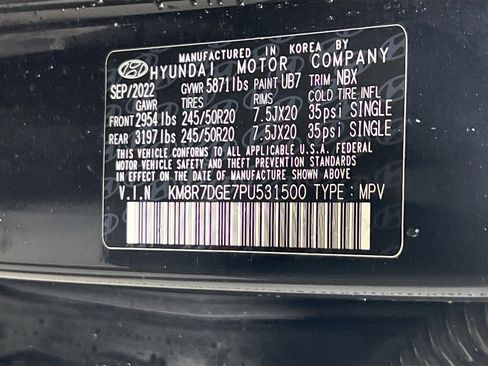 MANUFACTURED IN KOREA BY
HYUNDAI MOTOR COMPANY
SEP/2022 GVWR 5871lbs PAINT UB7 TRIM NBX
GAWR TIRES RIMS COLD TIRE INFL
FRONT 2954lbs 245/50R20 7.5JX20 35psi SINGLE
REAR 3197lbs 245/50R20 7.5JX20 35psi SINGLE
THIS VEHICLE CONFORMS TO ALL APPLICABLE U.S.A. FEDERAL
MOTOR VEHICLE SAFETY STANDARDS
IN EFFECT ON THE DATE OF MANUFACTURE SHOWN ABOVE.
V.I.N KM8R7DGE7PU531500 TYPE : MPV